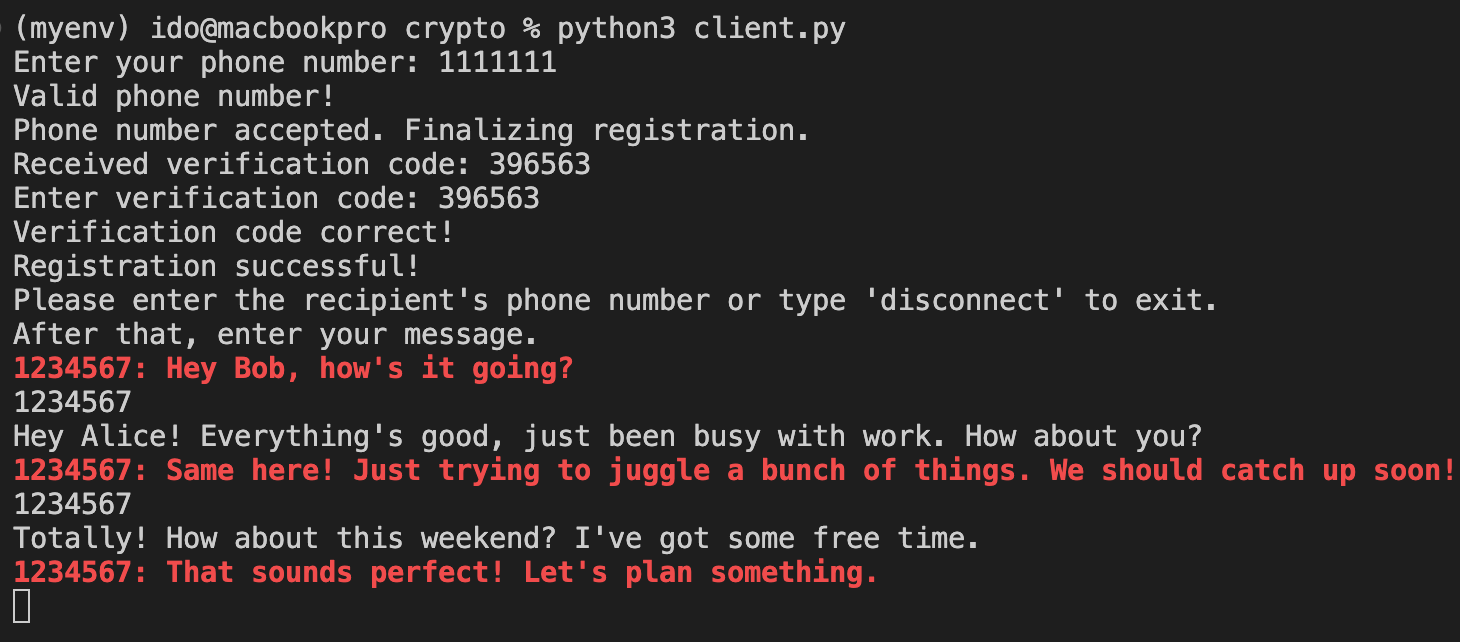 (myenv) ido@macbookpro crypto % python3 client.py
Enter your phone number: 1111111
Valid phone number!
Phone number accepted. Finalizing registration.
Received verification code: 396563
Enter verification code: 396563
Verification code correct!
Registration successful!
Please enter the recipient's phone number or type 'disconnect' to exit.
After that, enter your message.
1234567: Hey Bob, how's it going?
1234567
Hey Alice! Everything's good, just been busy with work. How about you?
1234567: Same here! Just trying to juggle a bunch of things. We should catch up soon!
1234567
Totally! How about this weekend? I've got some free time.
1234567: That sounds perfect! Let's plan something.